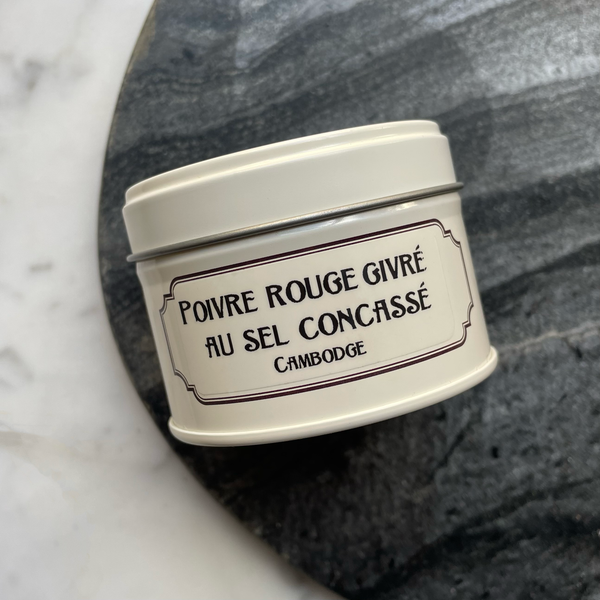 POIVRE ROUGE GIVRÉ
AU SEL CONCASSÉ
CAMBODGE